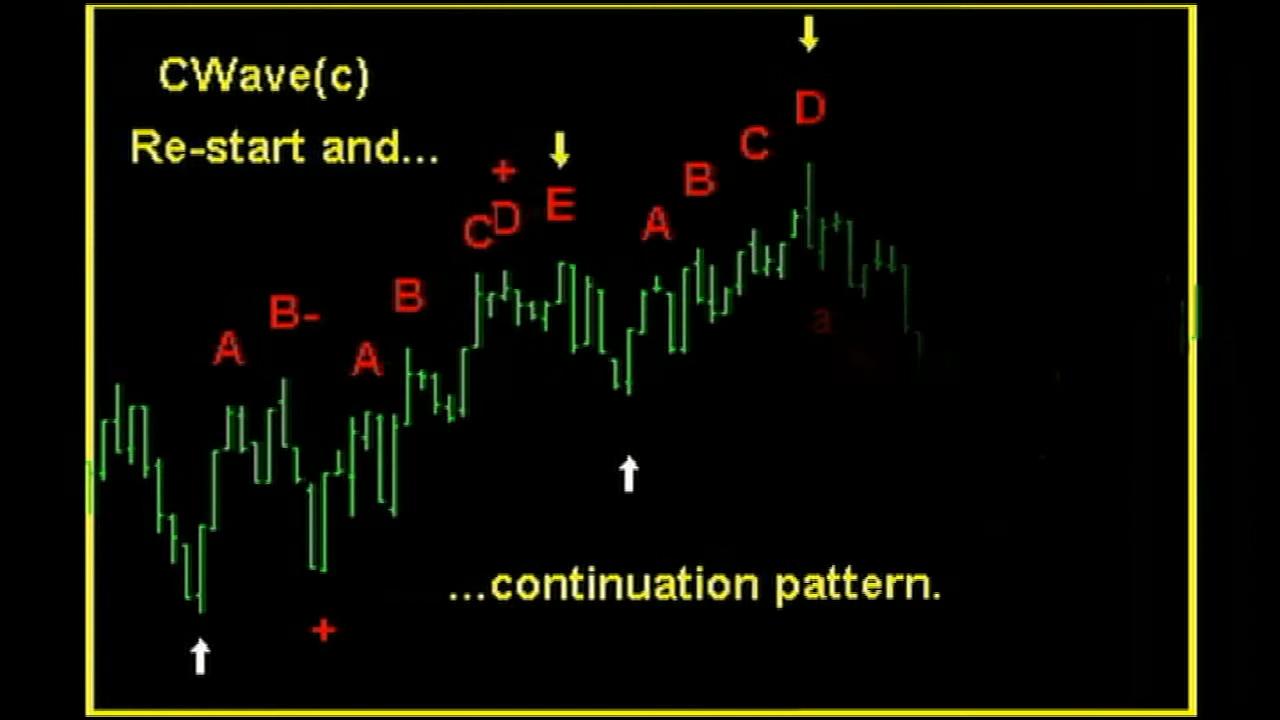 CWave(c)
Re-start and...
A
B-
A
B
C
D
+
E
A
B
C
D
a
+
...continuation pattern.